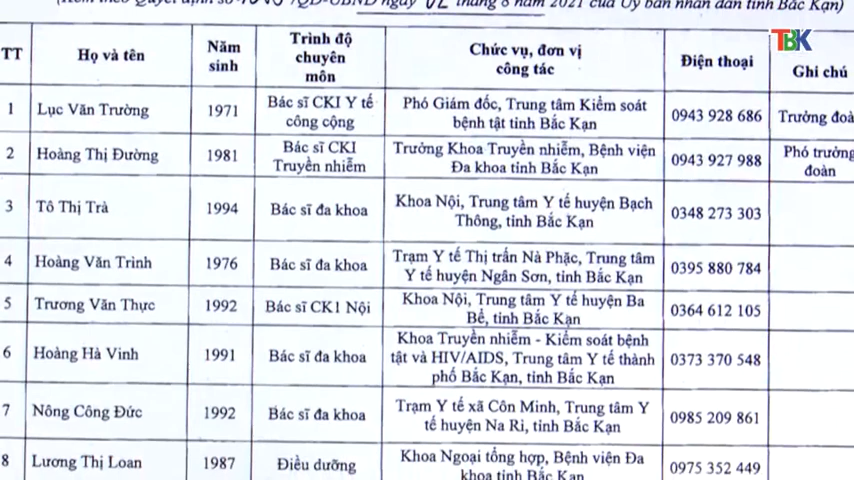 (Kèm theo Quyết định số /QĐ-UBND ngày 02 tháng 8 năm 2021 của Ủy ban nhân dân tỉnh Bắc Kạn)
TBK
TT
Họ và tên
Năm
sinh
Trình độ
chuyên
môn
Chức vụ, đơn vị
công tác
Điện thoại
Ghi chú
1
Lục Văn Trường
1971
Bác sĩ CKI Y tế
công cộng
Phó Giám đốc, Trung tâm Kiểm soát
bệnh tật tỉnh Bắc Kạn
0943 928 686
Trưởng đoàn
2
Hoàng Thị Đường
1981
Bác sĩ CKI
Truyền nhiễm
Trưởng Khoa Truyền nhiễm, Bệnh viện
Đa khoa tỉnh Bắc Kạn
0943 927 988
Phó trưởng
đoàn
3
Tô Thị Trà
1994
Bác sĩ đa khoa
Khoa Nội, Trung tâm Y tế huyện Bạch
Thông, tỉnh Bắc Kạn
0348 273 303
4
Hoàng Văn Trinh
1976
Bác sĩ đa khoa
Trạm Y tế Thị trấn Nà Phặc, Trung tâm
Y tế huyện Ngân Sơn, tỉnh Bắc Kạn
0395 880 784
5
Trương Văn Thực
1992
Bác sĩ CK1 Nội
Khoa Nội, Trung tâm Y tế huyện Ba
Bể, tỉnh Bắc Kạn
0364 612 105
6
Hoàng Hà Vinh
1991
Bác sĩ đa khoa
Khoa Truyền nhiễm - Kiểm soát bệnh
tật và HIV/AIDS, Trung tâm Y tế thành
phố Bắc Kạn, tỉnh Bắc Kạn
0373 370 548
7
Nông Công Đức
1992
Bác sĩ đa khoa
Trạm Y tế xã Côn Minh, Trung tâm Y
tế huyện Na Rì, tỉnh Bắc Kạn
0985 209 861
8
Lương Thị Loan
1987
Điều dưỡng
Khoa Ngoại tổng hợp, Bệnh viện Đa
khoa tỉnh Bắc Kạn
0975 352 449